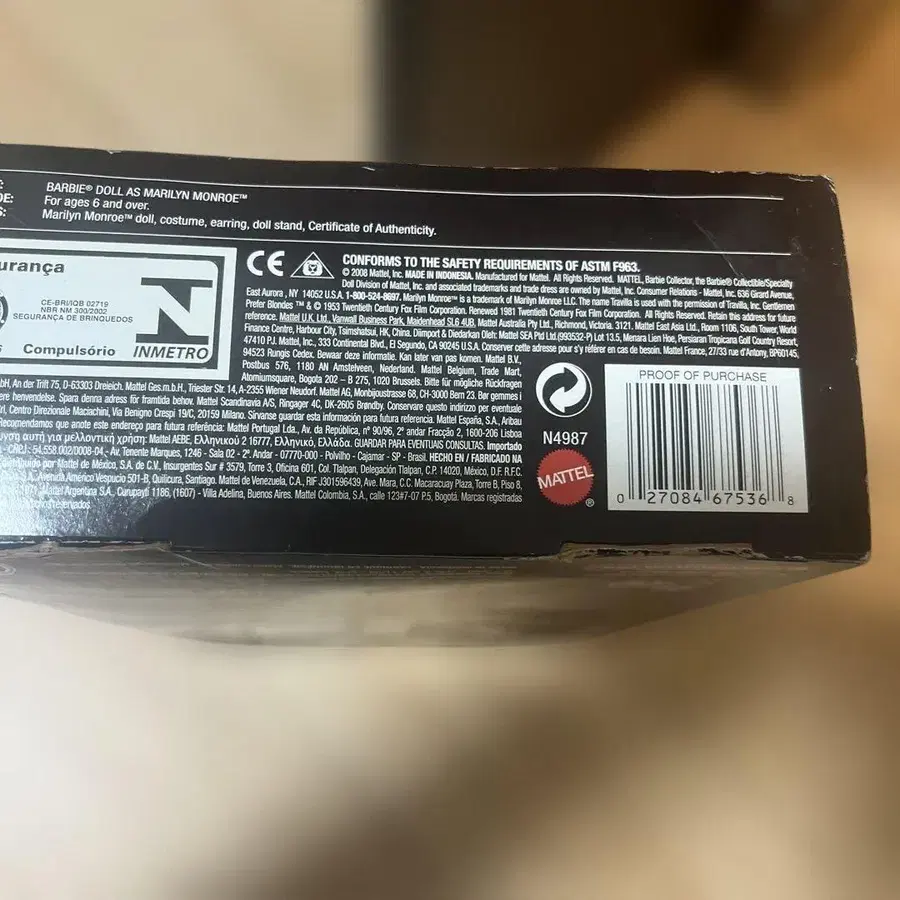 BARBIE® DOLL AS MARILYN MONROE™
DE: For ages 6 and over.
S: Marilyn Monroe™ doll, costume, earring, doll stand, Certificate of Authenticity.
urança
CE-BRI/IQB 02719
NBR NM 300/2002
SEGURANÇA DE BRINQUEDOS
Compulsório
N
INMETRO
CE
CONFORMS TO THE SAFETY REQUIREMENTS OF ASTM F963.
© 2008 Mattel, Inc. MADE IN INDONESIA. Manufactured for Mattel. All Rights Reserved. MATTEL, Barbie Collector, the Barbie® Collectible/Specialty
Doll Division of Mattel and associated trademarks and trade dress are owned by Mattel, Inc. Consumer Relations - Mattel, Inc. 636 Girard Avenue,
East Aurora, NY 14052 U.S.A. 1-800-524-8697. Marilyn Monroe™ is a trademark of Marilyn Monroe LLC. The name Travilla is used with the permission of Travilla, Inc. Gentlemen
Prefer Blondes ™ & © 1953 Twentieth Century Fox Film Corporation. Renewed 1981 Twentieth Century Fox Film Corporation. All Rights Reserved. Retain this address for future
reference. Mattel U.K. Ltd., Vanwall Business Park, Maidenhead SL6 4UB. Mattel Australia Pty Ltd., Richmond, Victoria. 3121. Mattel East Asia Ltd., Room 1106, South Tower, World
Finance Centre, Harbour City, Tsimshatsui, HK, China. Diimport & Diedarkan Oleh: Mattel SEA Ptd Ltd.(993532-P) Lot 13.5, Menara Lien Hoe, Persiaran Tropicana Golf Country Resort,
47410 PJ. Mattel, Inc. 333 Continental Blvd., El Segundo, CA 90245 U.S.A. Conservez cette adresse pour s'y référer en cas de besoin. Mattel France, 27/33 rue d'Antony, BP60145,
94523 Rungis Cedex. Bewaar deze informatie. Kan later van pas komen. Mattel B.V.,
Postbus 576, 1180 AN Amstelveen, Nederland. Mattel Belgium, Trade Mart,
Atomiumsquare, Bogota 202 - B 275, 1020 Brussels. Bitte für mögliche Rückfragen
bH, An der Trift 75, D-63303 Dreieich. Mattel Ges.m.b.H., Triester Str. 14, A-2355 Wiener Neudorf. Mattel AG, Monbijoustrasse 68, CH-3000 Bern 23. Bør gemmes i
ere henvendelse. Spara denna adress för framtida behov. Mattel Scandinavia A/S, Ringager 4C, DK-2605 Brøndby. Conservare questo indirizzo per eventuale
rl, Centro Direzionale Maciachini, Via Benigno Crespi 19/C, 20159 Milano. Sirvanse guardar esta información para futura referencia. Mattel España, S.A., Aribau
Recomendamos que anote este endereço para futura referência. Mattel Portugal Lda., Av. da República, nº 90/96, 2º andar Fracção 2, 1600-206 Lisboa
υνση αυτή για μελλοντική χρήση: Mattel AEBE, Ελληνικού 2 16777, Ελληνικό, Ελλάδα. GUARDAR PARA EVENTUAIS CONSULTAS. Importado
- CNPJ: 54.558.002/0008-04 -, Av. Tenente Marques, 1246 - Sala 02 - 2º. Andar - 07770-000 - Polvilho - Cajamar - SP - Brasil. HECHO EN / FABRICADO NA
Distribuido por Mattel de México, S.A. de C.V., Insurgentes Sur # 3579, Torre 3, Oficina 601, Col. Tlalpan, Delegación Tlalpan, C.P. 14020, México, D.F. R.F.C.
Avenida Américo Vespucio 501-B, Quilicura, Santiago. Mattel de Venezuela, C.A., RIF J301596439, Ave. Mara, C.C. Macaracuay Plaza, Torre B, Piso 8,
Mattel Argentina S.A., Curupayti 1186, (1607) - Villa Adelina, Buenos Aires. Mattel Colombia, S.A., calle 123#7-07 P.5, Bogotá. Marcas registradas
N4987
MATTEL ®
PROOF OF PURCHASE
0 27084 67536 8